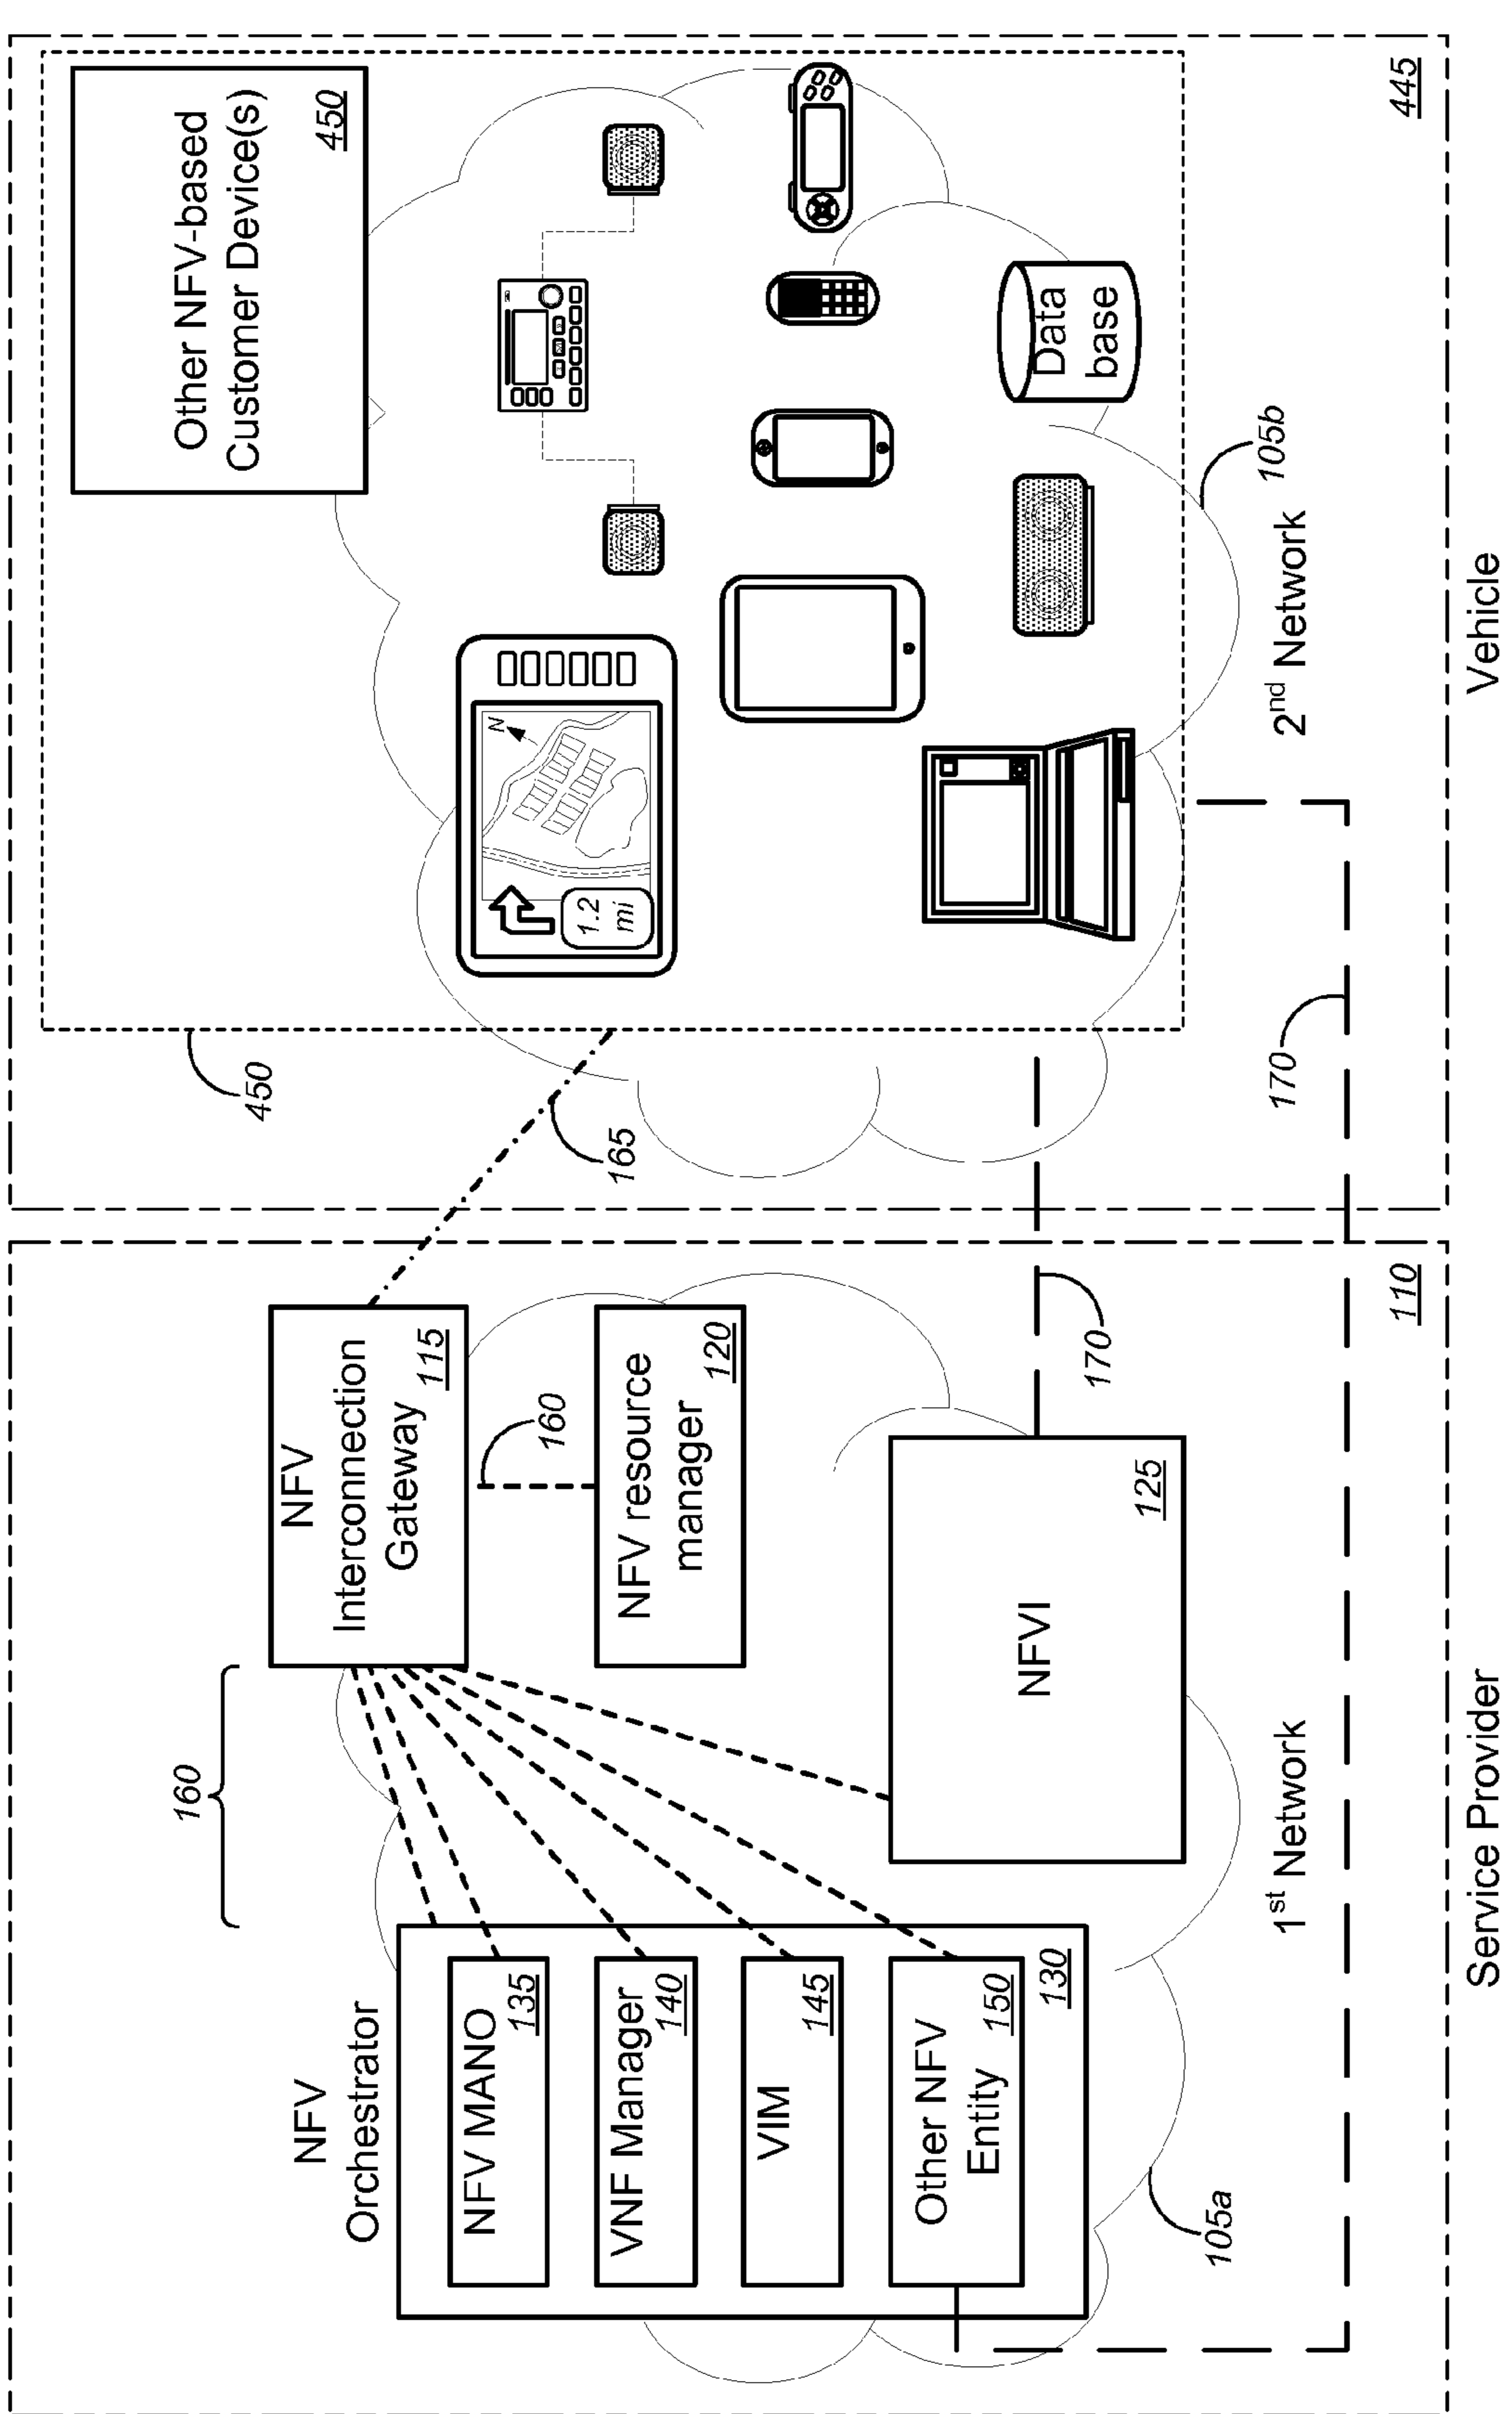 NFV
Orchestrator
NFV MANO
135
VNF Manager
140
VIM
145
Other NFV
Entity
150
130
160
NFV
Interconnection
Gateway
115
160
NFV resource
manager
120
NFVI
125
105a
1st Network
170
110
Service Provider
165
450
Other NFV-based
Customer Device(s)
450
N
1.2
mi
Data
base
105b
2nd Network
170
445
Vehicle